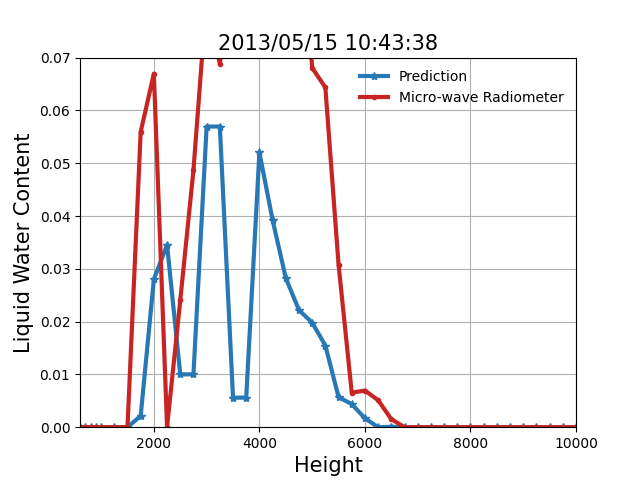 2013/05/15 10:43:38
Prediction
Micro-wave Radiometer
Liquid Water Content
0.07
0.06
0.05
0.04
0.03
0.02
0.01
0.00
2000 4000 6000 8000 10000
Height